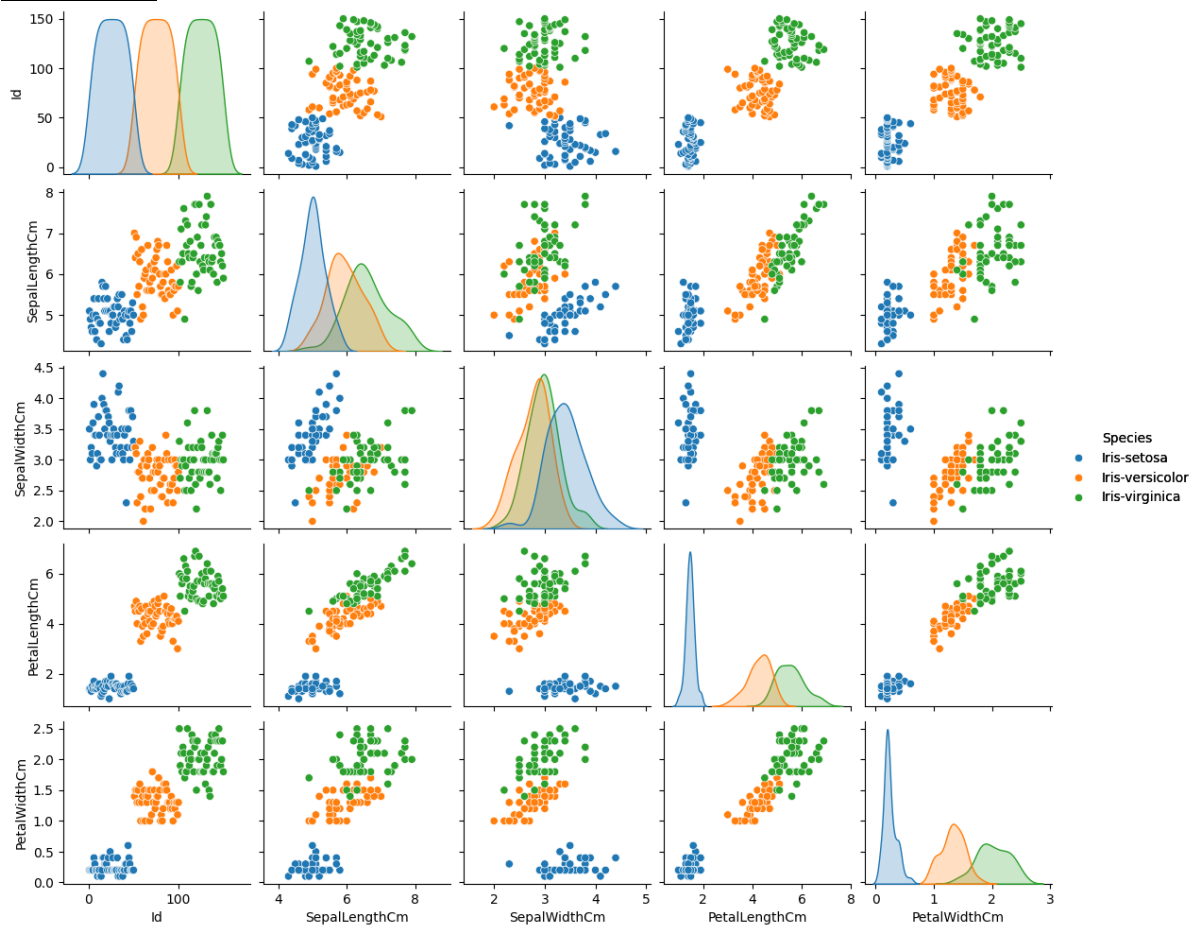 150
100
50
0
Id
8
7
6
5
SepalLengthCm
4.5
4.0
3.5
3.0
2.5
2.0
SepalWidthCm
Species
Iris-setosa
Iris-versicolor
Iris-virginica
6
4
2
PetalLengthCm
2.5
2.0
1.5
1.0
0.5
0.0
PetalWidthCm
0 100 4 6 8 2 3 4 5 2 4 6 8 0 1 2 3
Id SepalLengthCm SepalWidthCm PetalLengthCm PetalWidthCm